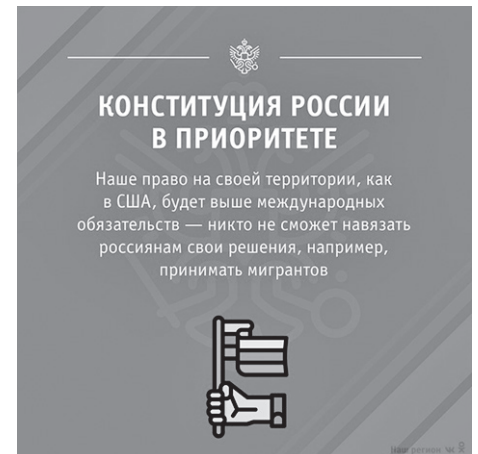 КОНСТИТУЦИЯ РОССИИ
В ПРИОРИТЕТЕ
Наше право на своей территории, как
в США, будет выше международных
обязательств — никто не сможет навязать
россиянам свои решения, например,
принимать мигрантов
регион